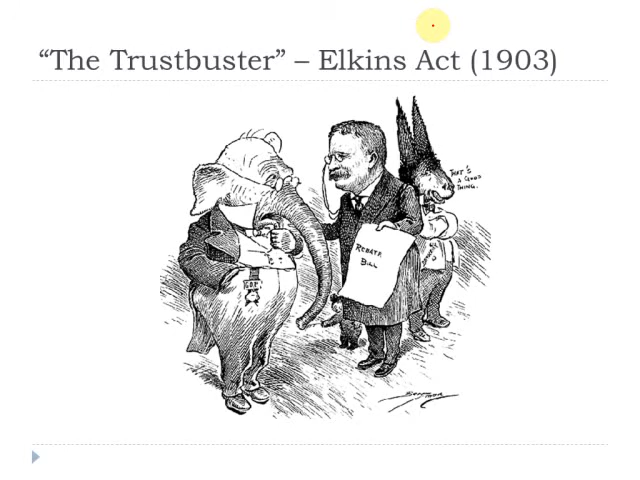 “The Trustbuster” – Elkins Act (1903)
THAT'S
A GOOD
THING.
REBATE
BILL
G.O.P.